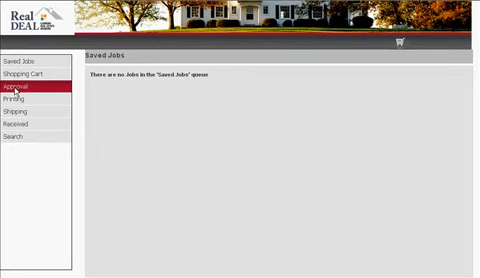 Real
DEAL
Saved Jobs
Saved Jobs
Shopping Cart
There are no Jobs in the 'Saved Jobs' queue
Approval
Printing
Shipping
Received
Search